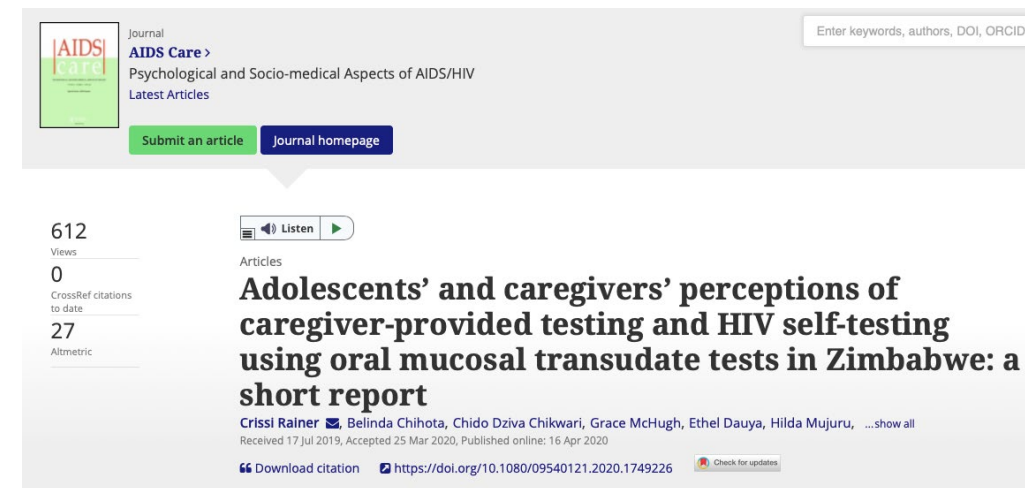 Enter keywords, authors, DOI, ORCID
AIDS
care
Journal
AIDS Care >
Psychological and Socio-medical Aspects of AIDS/HIV
Latest Articles
Submit an article
Journal homepage
612
Views
0
CrossRef citations
to date
27
Altmetric
Listen
Articles
Adolescents’ and caregivers’ perceptions of
caregiver-provided testing and HIV self-testing
using oral mucosal transudate tests in Zimbabwe: a
short report
Crissi Rainer, Belinda Chihota, Chido Dziva Chikwari, Grace McHugh, Ethel Dauya, Hilda Mujuru, ...show all
Received 17 Jul 2019, Accepted 25 Mar 2020, Published online: 16 Apr 2020
Download citation https://doi.org/10.1080/09540121.2020.1749226 Check for updates